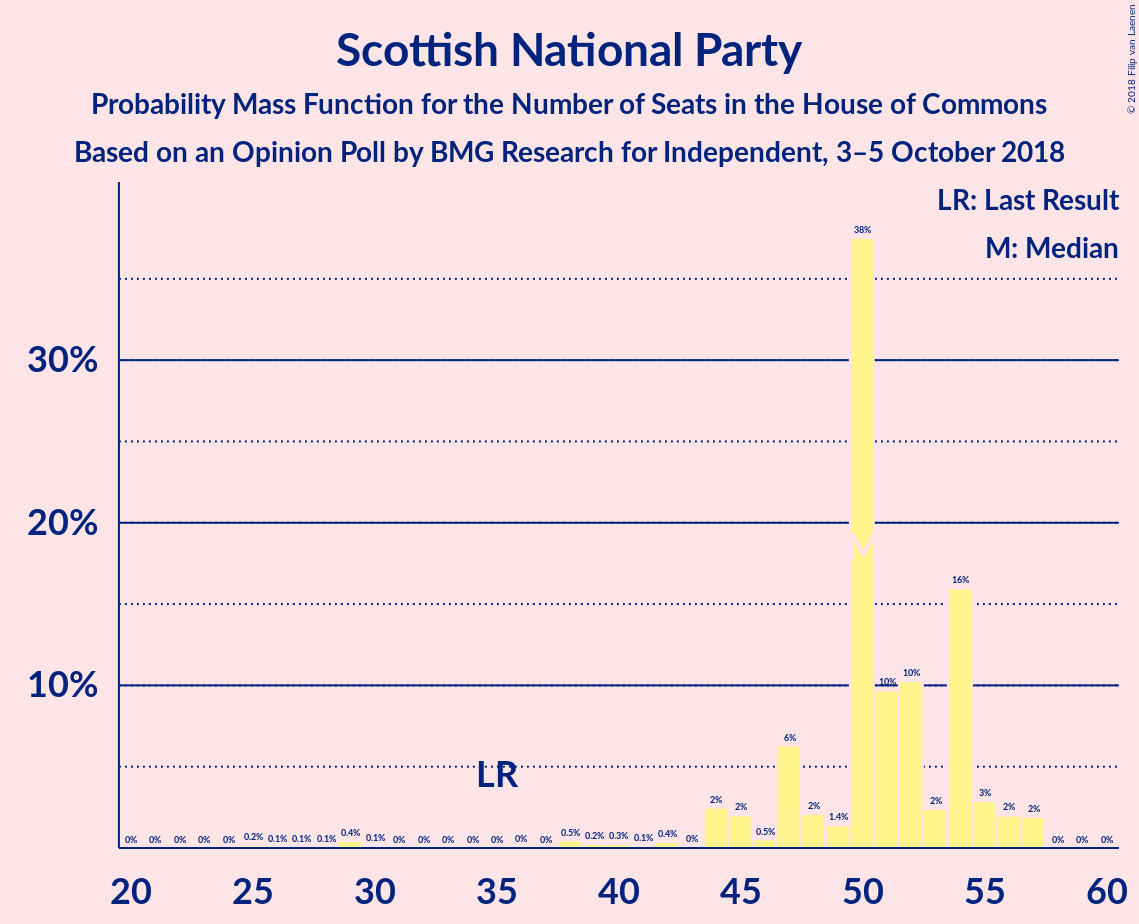 Scottish National Party
Probability Mass Function for the Number of Seats in the House of Commons
Based on an Opinion Poll by BMG Research for Independent, 3–5 October 2018
© 2018 Filip van Laenen
LR: Last Result
M: Median
30%
20%
10%
LR
0% 0% 0% 0% 0% 0.2% 0.1% 0.1% 0.1% 0.4% 0.1% 0% 0% 0% 0% 0% 0% 0% 0.5% 0.2% 0.3% 0.1% 0.4% 0% 2% 2% 0.5% 6% 2% 1.4% 38% 10% 10% 2% 16% 3% 2% 2% 0% 0% 0%
20 25 30 35 40 45 50 55 60